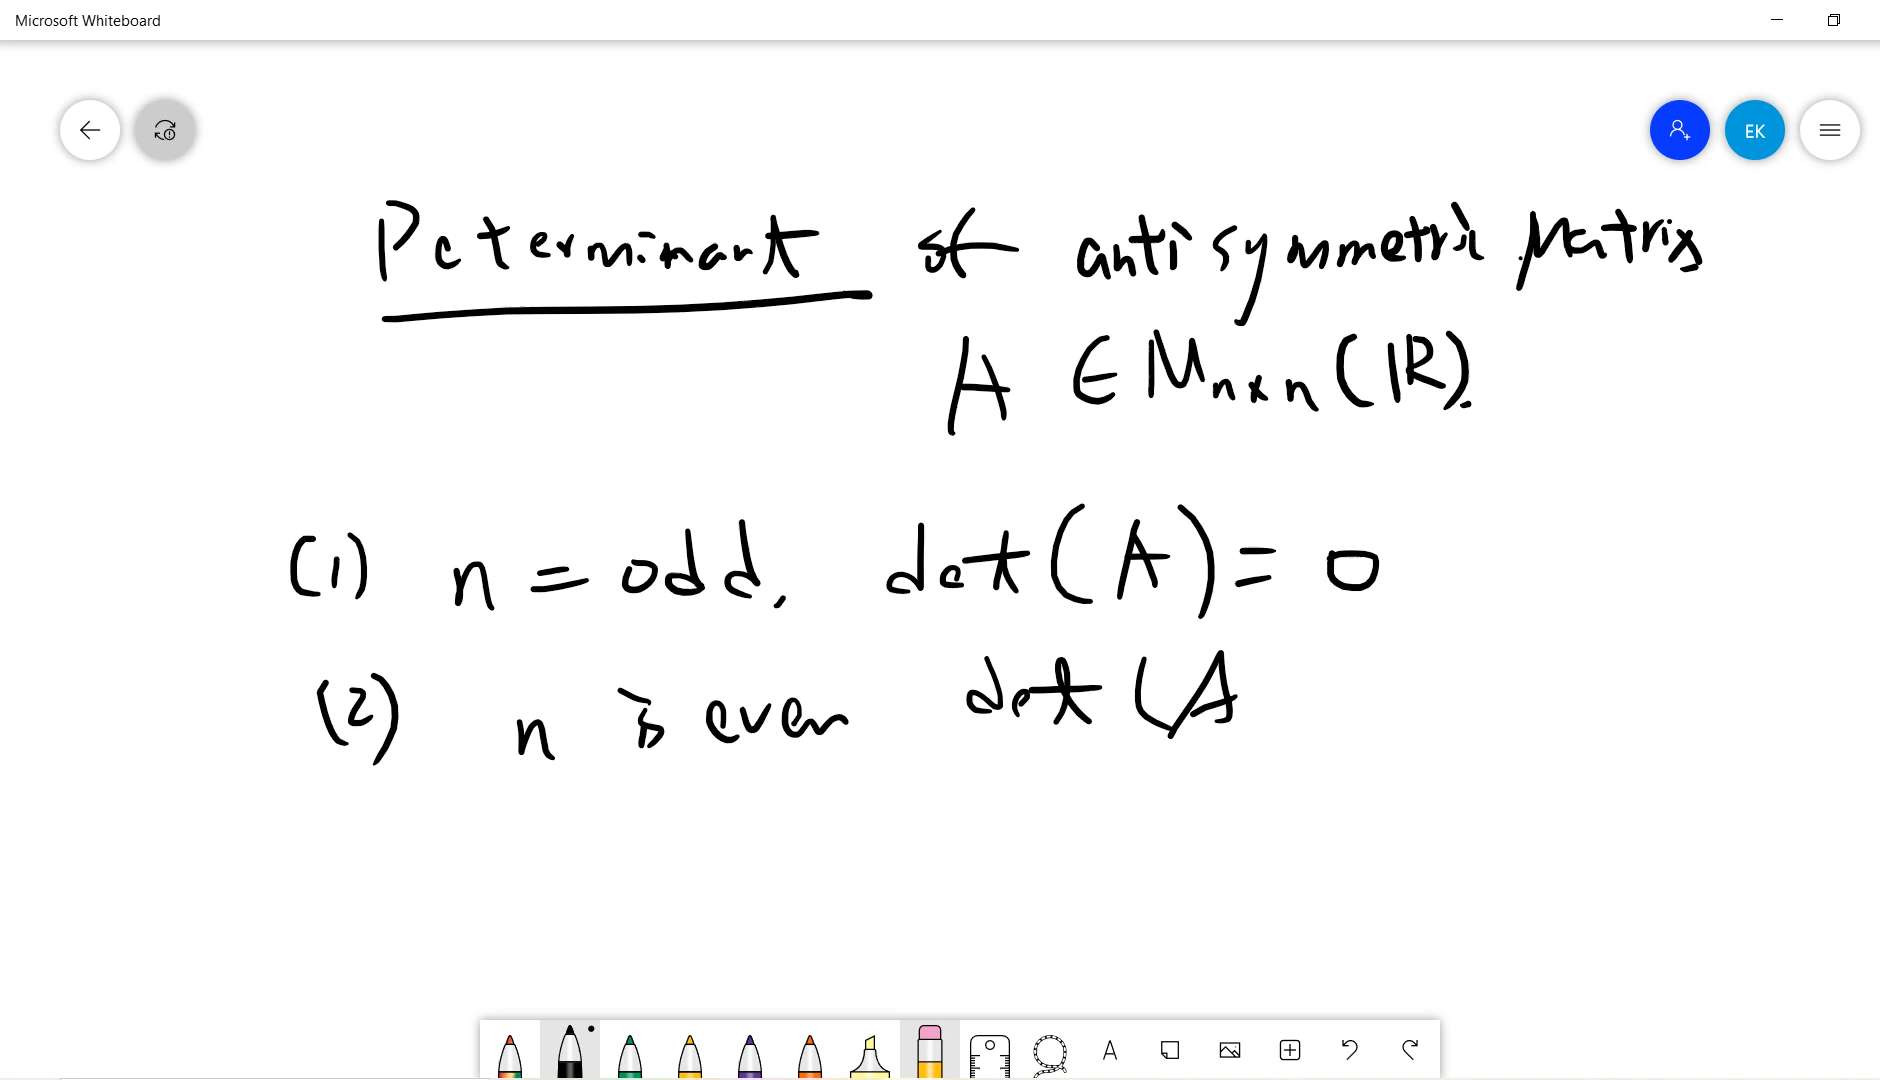 Microsoft Whiteboard
EK
Determinant of antisymmetric Matrix
A ∈ Mn×n (ℝ).
(1) n = odd, det(A) = 0
(2) n is even det (A
A